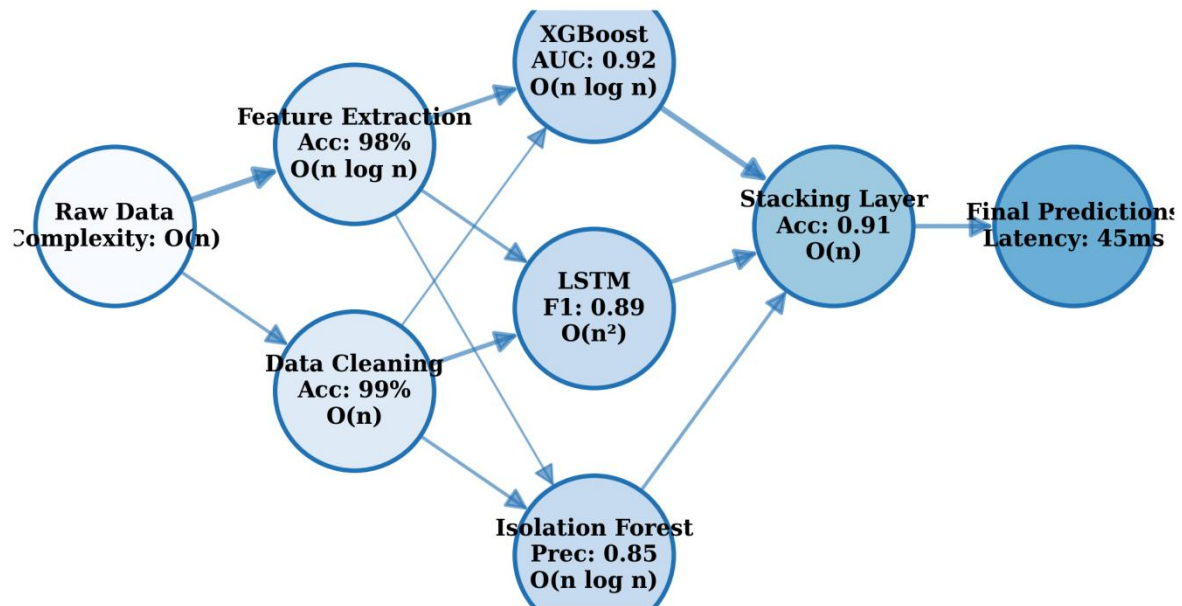 Raw Data
Complexity: O(n)
Feature Extraction
Acc: 98%
O(n log n)
Data Cleaning
Acc: 99%
O(n)
XGBoost
AUC: 0.92
O(n log n)
LSTM
F1: 0.89
O(n²)
Isolation Forest
Prec: 0.85
O(n log n)
Stacking Layer
Acc: 0.91
O(n)
Final Predictions
Latency: 45ms